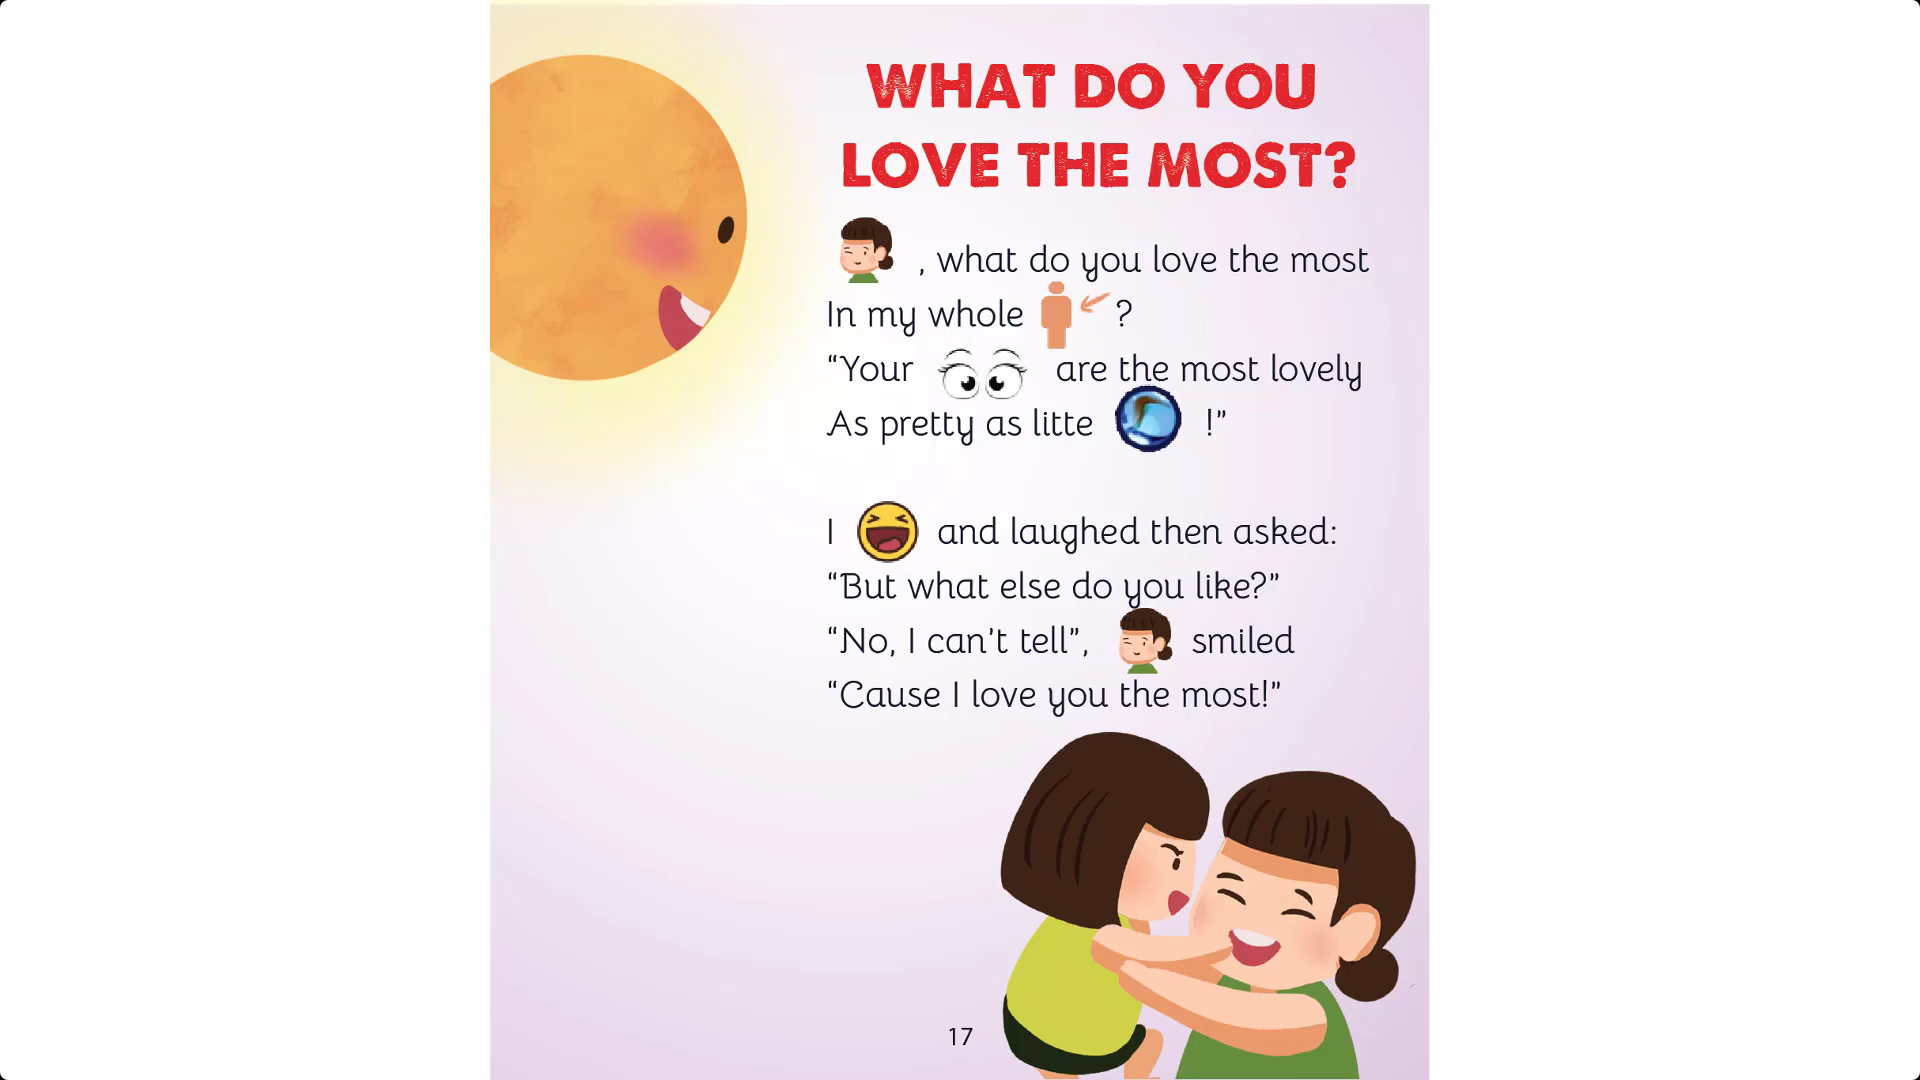 WHAT DO YOU
LOVE THE MOST?
, what do you love the most
In my whole ?
“Your are the most lovely
As pretty as litte !”
I and laughed then asked:
“But what else do you like?”
“No, I can’t tell”, smiled
“Cause I love you the most!”
17